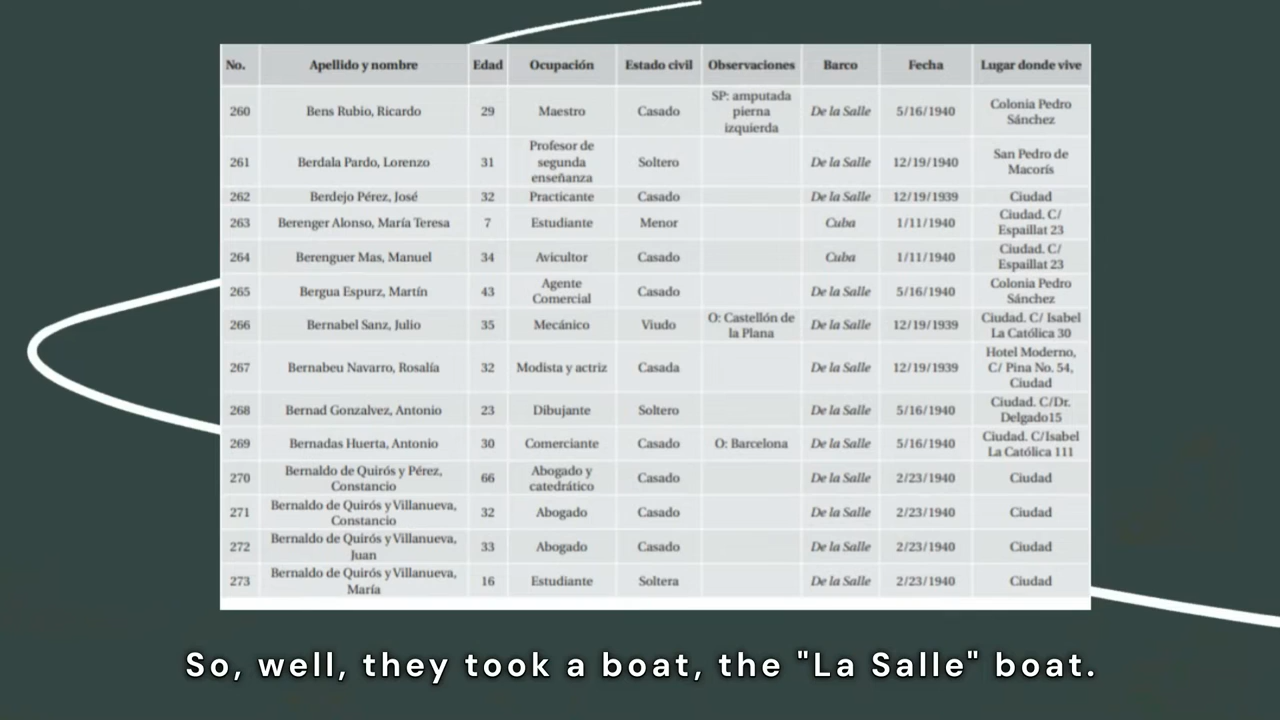 No. Apellido y nombre Edad Ocupación Estado civil Observaciones Barco Fecha Lugar donde vive
260 Bens Rubio, Ricardo 29 Maestro Casado SP: amputada pierna izquierda De la Salle 5/16/1940 Colonia Pedro Sánchez
261 Berdala Pardo, Lorenzo 31 Profesor de segunda enseñanza Soltero De la Salle 12/19/1940 San Pedro de Macorís
262 Berdejo Pérez, José 32 Practicante Casado De la Salle 12/19/1939 Ciudad
263 Berenger Alonso, María Teresa 7 Estudiante Menor Cuba 1/11/1940 Ciudad. C/ Espaillat 23
264 Berenguer Mas, Manuel 34 Avicultor Casado Cuba 1/11/1940 Ciudad. C/ Espaillat 23
265 Bergua Espurz, Martín 43 Agente Comercial Casado De la Salle 5/16/1940 Colonia Pedro Sánchez
266 Bernabel Sanz, Julio 35 Mecánico Viudo O: Castellón de la Plana De la Salle 12/19/1939 Ciudad. C/ Isabel La Católica 30
267 Bernabeu Navarro, Rosalía 32 Modista y actriz Casada De la Salle 12/19/1939 Hotel Moderno, C/ Pina No. 54, Ciudad
268 Bernad Gonzalvez, Antonio 23 Dibujante Soltero De la Salle 5/16/1940 Ciudad. C/Dr. Delgado15
269 Bernadas Huerta, Antonio 30 Comerciante Casado O: Barcelona De la Salle 5/16/1940 Ciudad. C/Isabel La Católica 111
270 Bernaldo de Quirós y Pérez, Constancio 66 Abogado y catedrático Casado De la Salle 2/23/1940 Ciudad
271 Bernaldo de Quirós y Villanueva, Constancio 32 Abogado Casado De la Salle 2/23/1940 Ciudad
272 Bernaldo de Quirós y Villanueva, Juan 33 Abogado Casado De la Salle 2/23/1940 Ciudad
273 Bernaldo de Quirós y Villanueva, María 16 Estudiante Soltera De la Salle 2/23/1940 Ciudad
So, well, they took a boat, the "La Salle" boat.